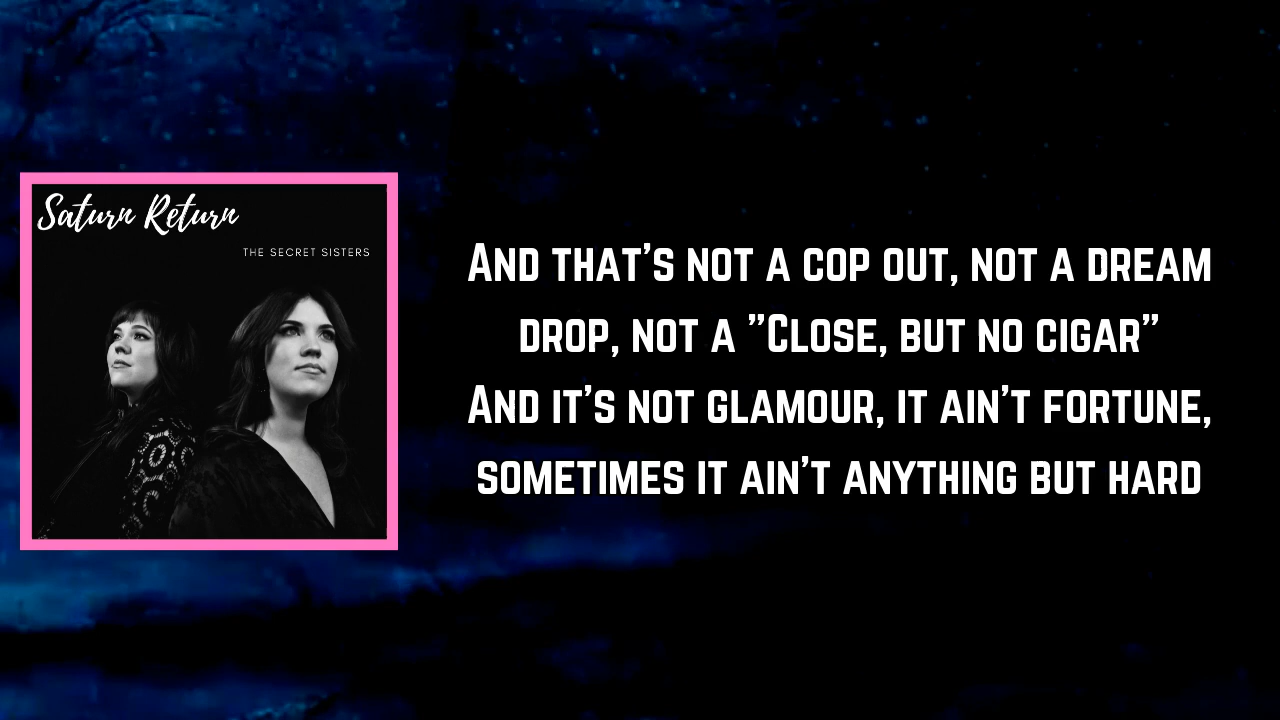 Saturn Return
THE SECRET SISTERS
And that's not a cop out, not a dream
drop, not a "Close, but no cigar"
And it's not glamour, it ain't fortune,
sometimes it ain't anything but hard